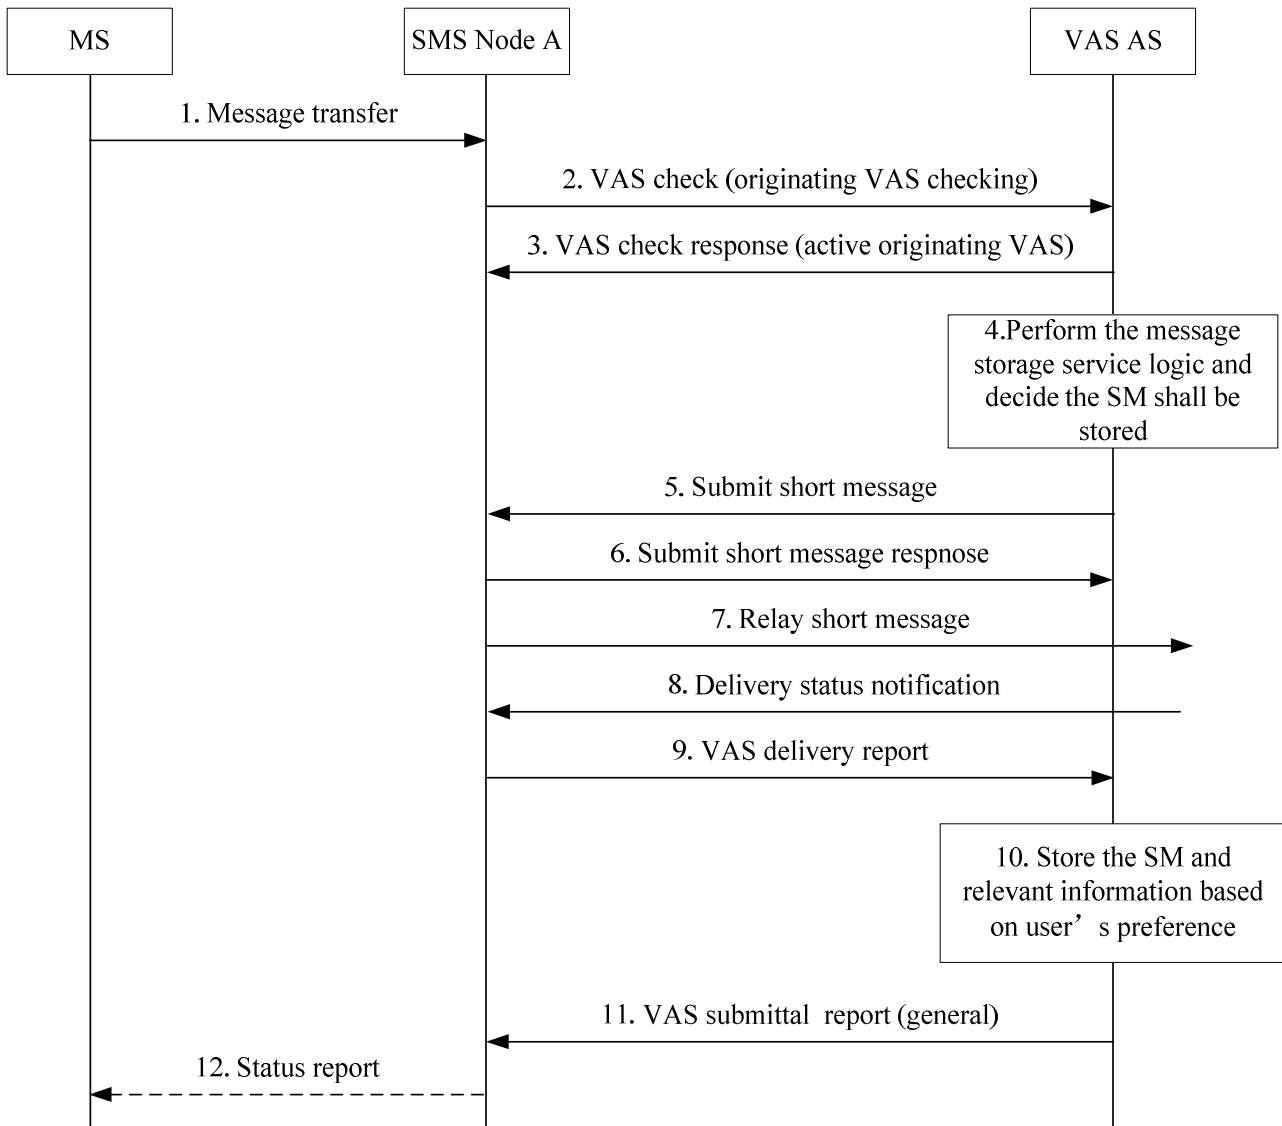 MS
SMS Node A
VAS AS
1. Message transfer
2. VAS check (originating VAS checking)
3. VAS check response (active originating VAS)
4.Perform the message
storage service logic and
decide the SM shall be
stored
5. Submit short message
6. Submit short message respnose
7. Relay short message
8. Delivery status notification
9. VAS delivery report
10. Store the SM and
relevant information based
on user’ s preference
11. VAS submittal report (general)
12. Status report